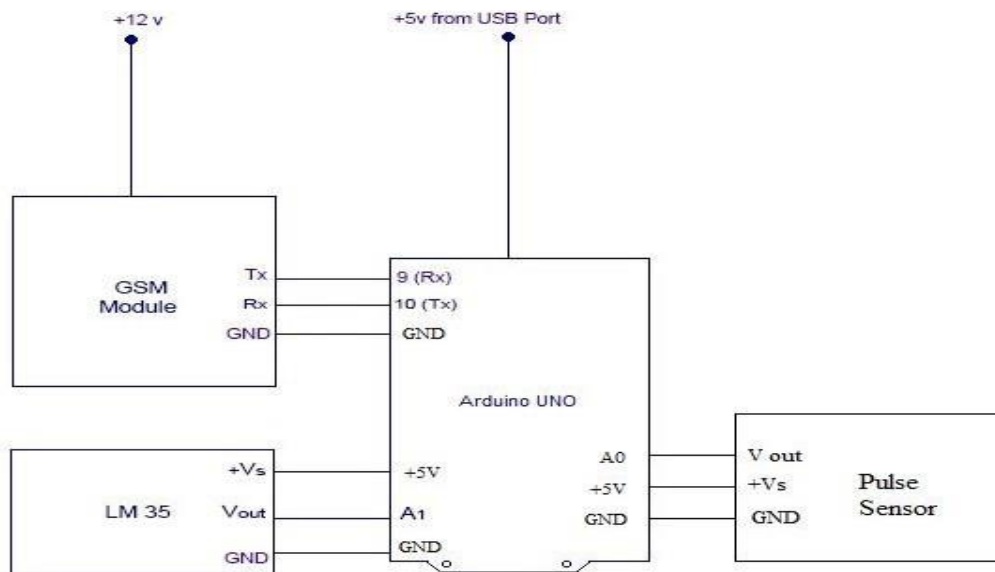 +12 v
+5v from USB Port
GSM
Module
Tx
Rx
GND
9 (Rx)
10 (Tx)
GND
Arduino UNO
LM 35
+Vs
Vout
GND
+5V
A1
GND
A0
+5V
GND
V out
+Vs
GND
Pulse
Sensor